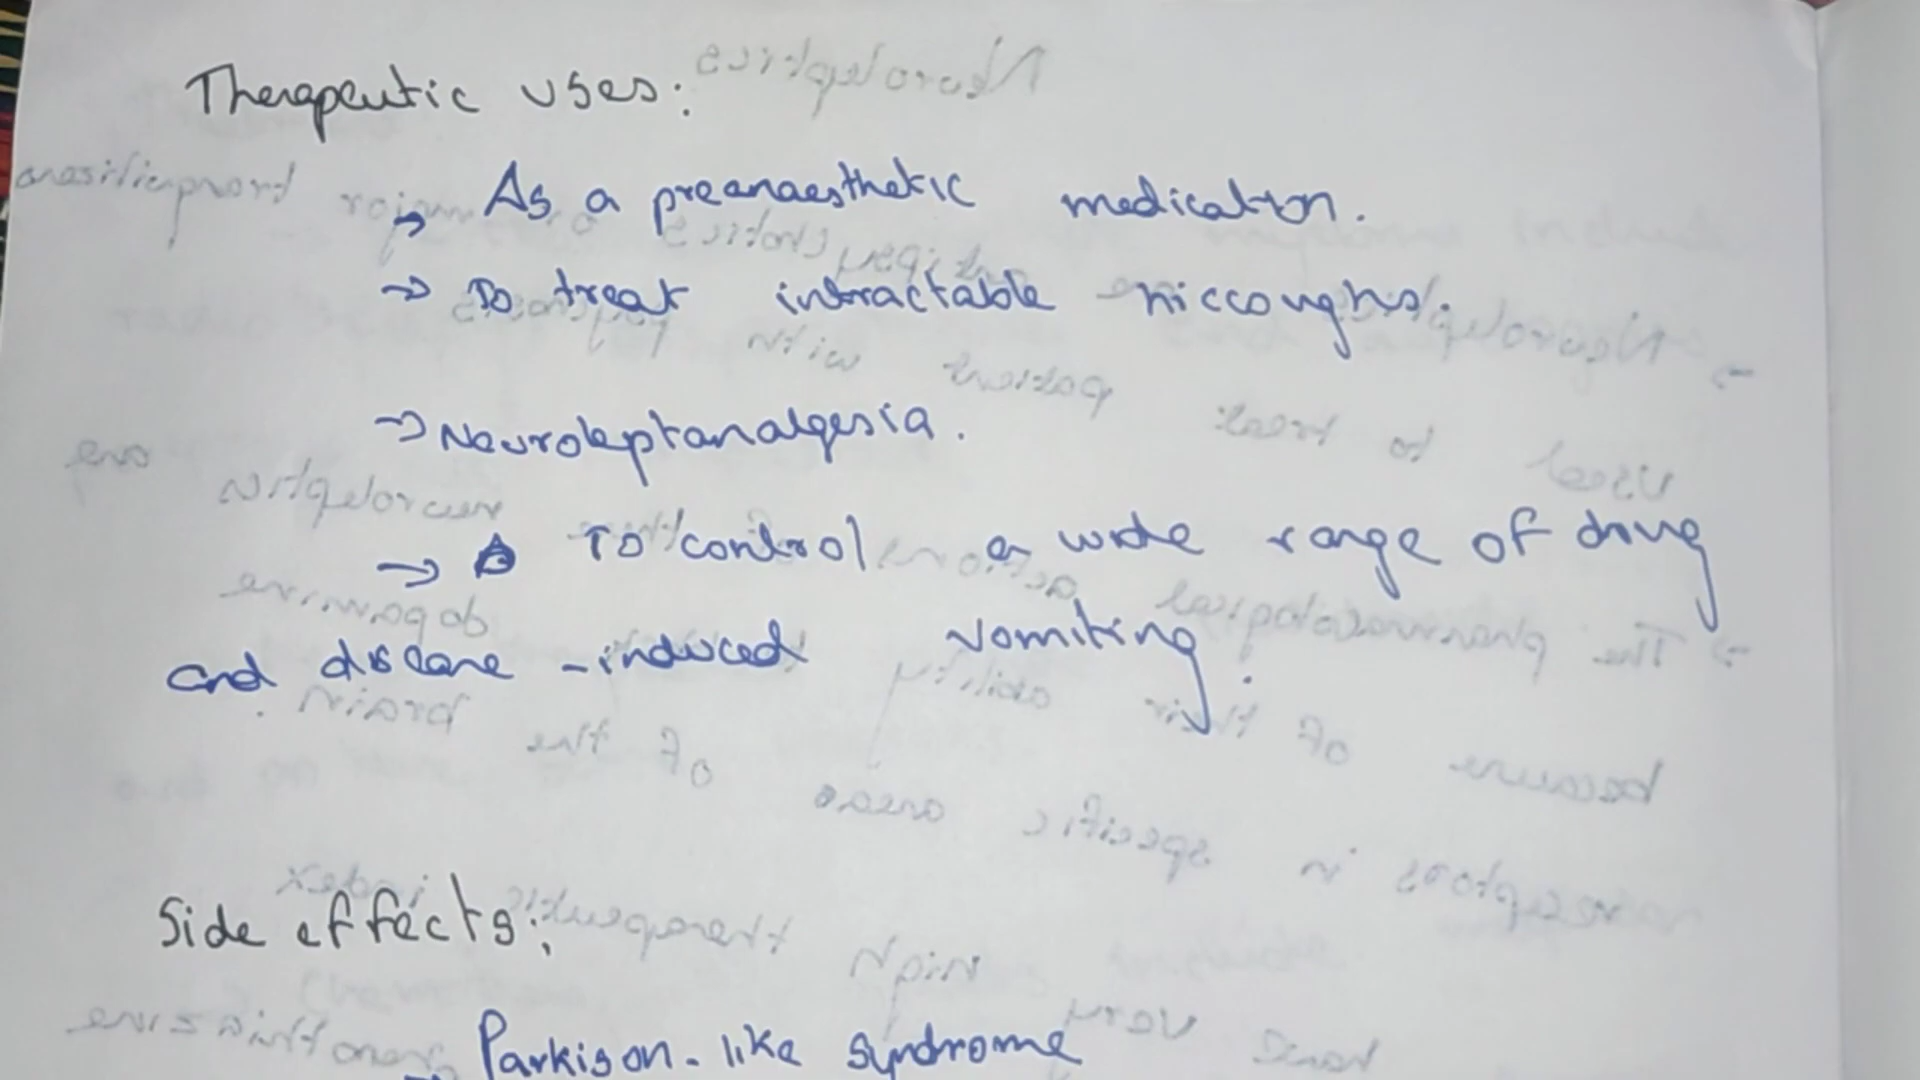 Therapeutic uses:
→ As a preanaesthetic medication.
→ To treat intractable hiccoughs.
→ Neuroleptanalgesia.
→ To control a wide range of drug
and disease-induced vomiting.
Side effects:
→ Parkison-like syndrome